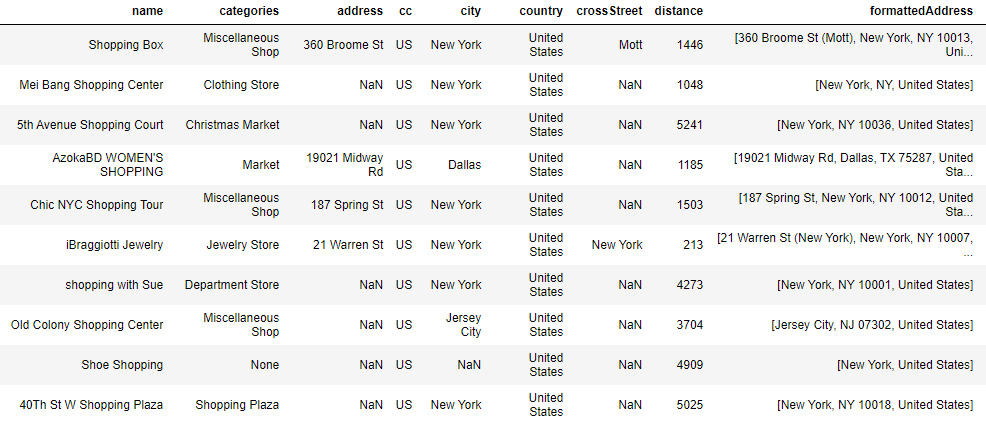 name categories address cc city country crossStreet distance formattedAddress
Shopping Box Miscellaneous Shop 360 Broome St US New York United States Mott 1446 [360 Broome St (Mott), New York, NY 10013, Uni...
Mei Bang Shopping Center Clothing Store NaN US New York United States NaN 1048 [New York, NY, United States]
5th Avenue Shopping Court Christmas Market NaN US New York United States NaN 5241 [New York, NY 10036, United States]
AzokaBD WOMEN'S SHOPPING Market 19021 Midway Rd US Dallas United States NaN 1185 [19021 Midway Rd, Dallas, TX 75287, United Sta...
Chic NYC Shopping Tour Miscellaneous Shop 187 Spring St US New York United States NaN 1503 [187 Spring St, New York, NY 10012, United Sta...
iBraggiotti Jewelry Jewelry Store 21 Warren St US New York United States New York 213 [21 Warren St (New York), New York, NY 10007, ...
shopping with Sue Department Store NaN US New York United States NaN 4273 [New York, NY 10001, United States]
Old Colony Shopping Center Miscellaneous Shop NaN US Jersey City United States NaN 3704 [Jersey City, NJ 07302, United States]
Shoe Shopping None NaN US NaN United States NaN 4909 [New York, United States]
40Th St W Shopping Plaza Shopping Plaza NaN US New York United States NaN 5025 [New York, NY 10018, United States]